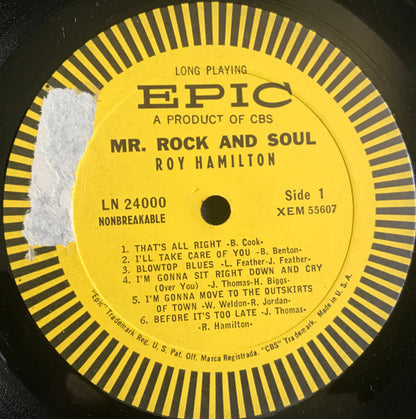 LONG PLAYING
EPIC
A PRODUCT OF CBS
MR. ROCK AND SOUL
ROY HAMILTON
LN 24000
NONBREAKABLE
Side 1
XEM 55607
1. THAT'S ALL RIGHT -B. Cook-
2. I'LL TAKE CARE OF YOU -B. Benton-
3. BLOWTOP BLUES -L. Feather-J. Feather-
4. I'M GONNA SIT RIGHT DOWN AND CRY
(Over You) -J. Thomas-H. Biggs-
5. I'M GONNA MOVE TO THE OUTSKIRTS
OF TOWN -W. Weldon-R. Jordan-
6. BEFORE IT'S TOO LATE -J. Thomas-
-R. Hamilton-
"Epic" Trademark Reg. U.S. Pat. Off. Marca Registrada. "CBS" Trademark. Made in U.S.A.